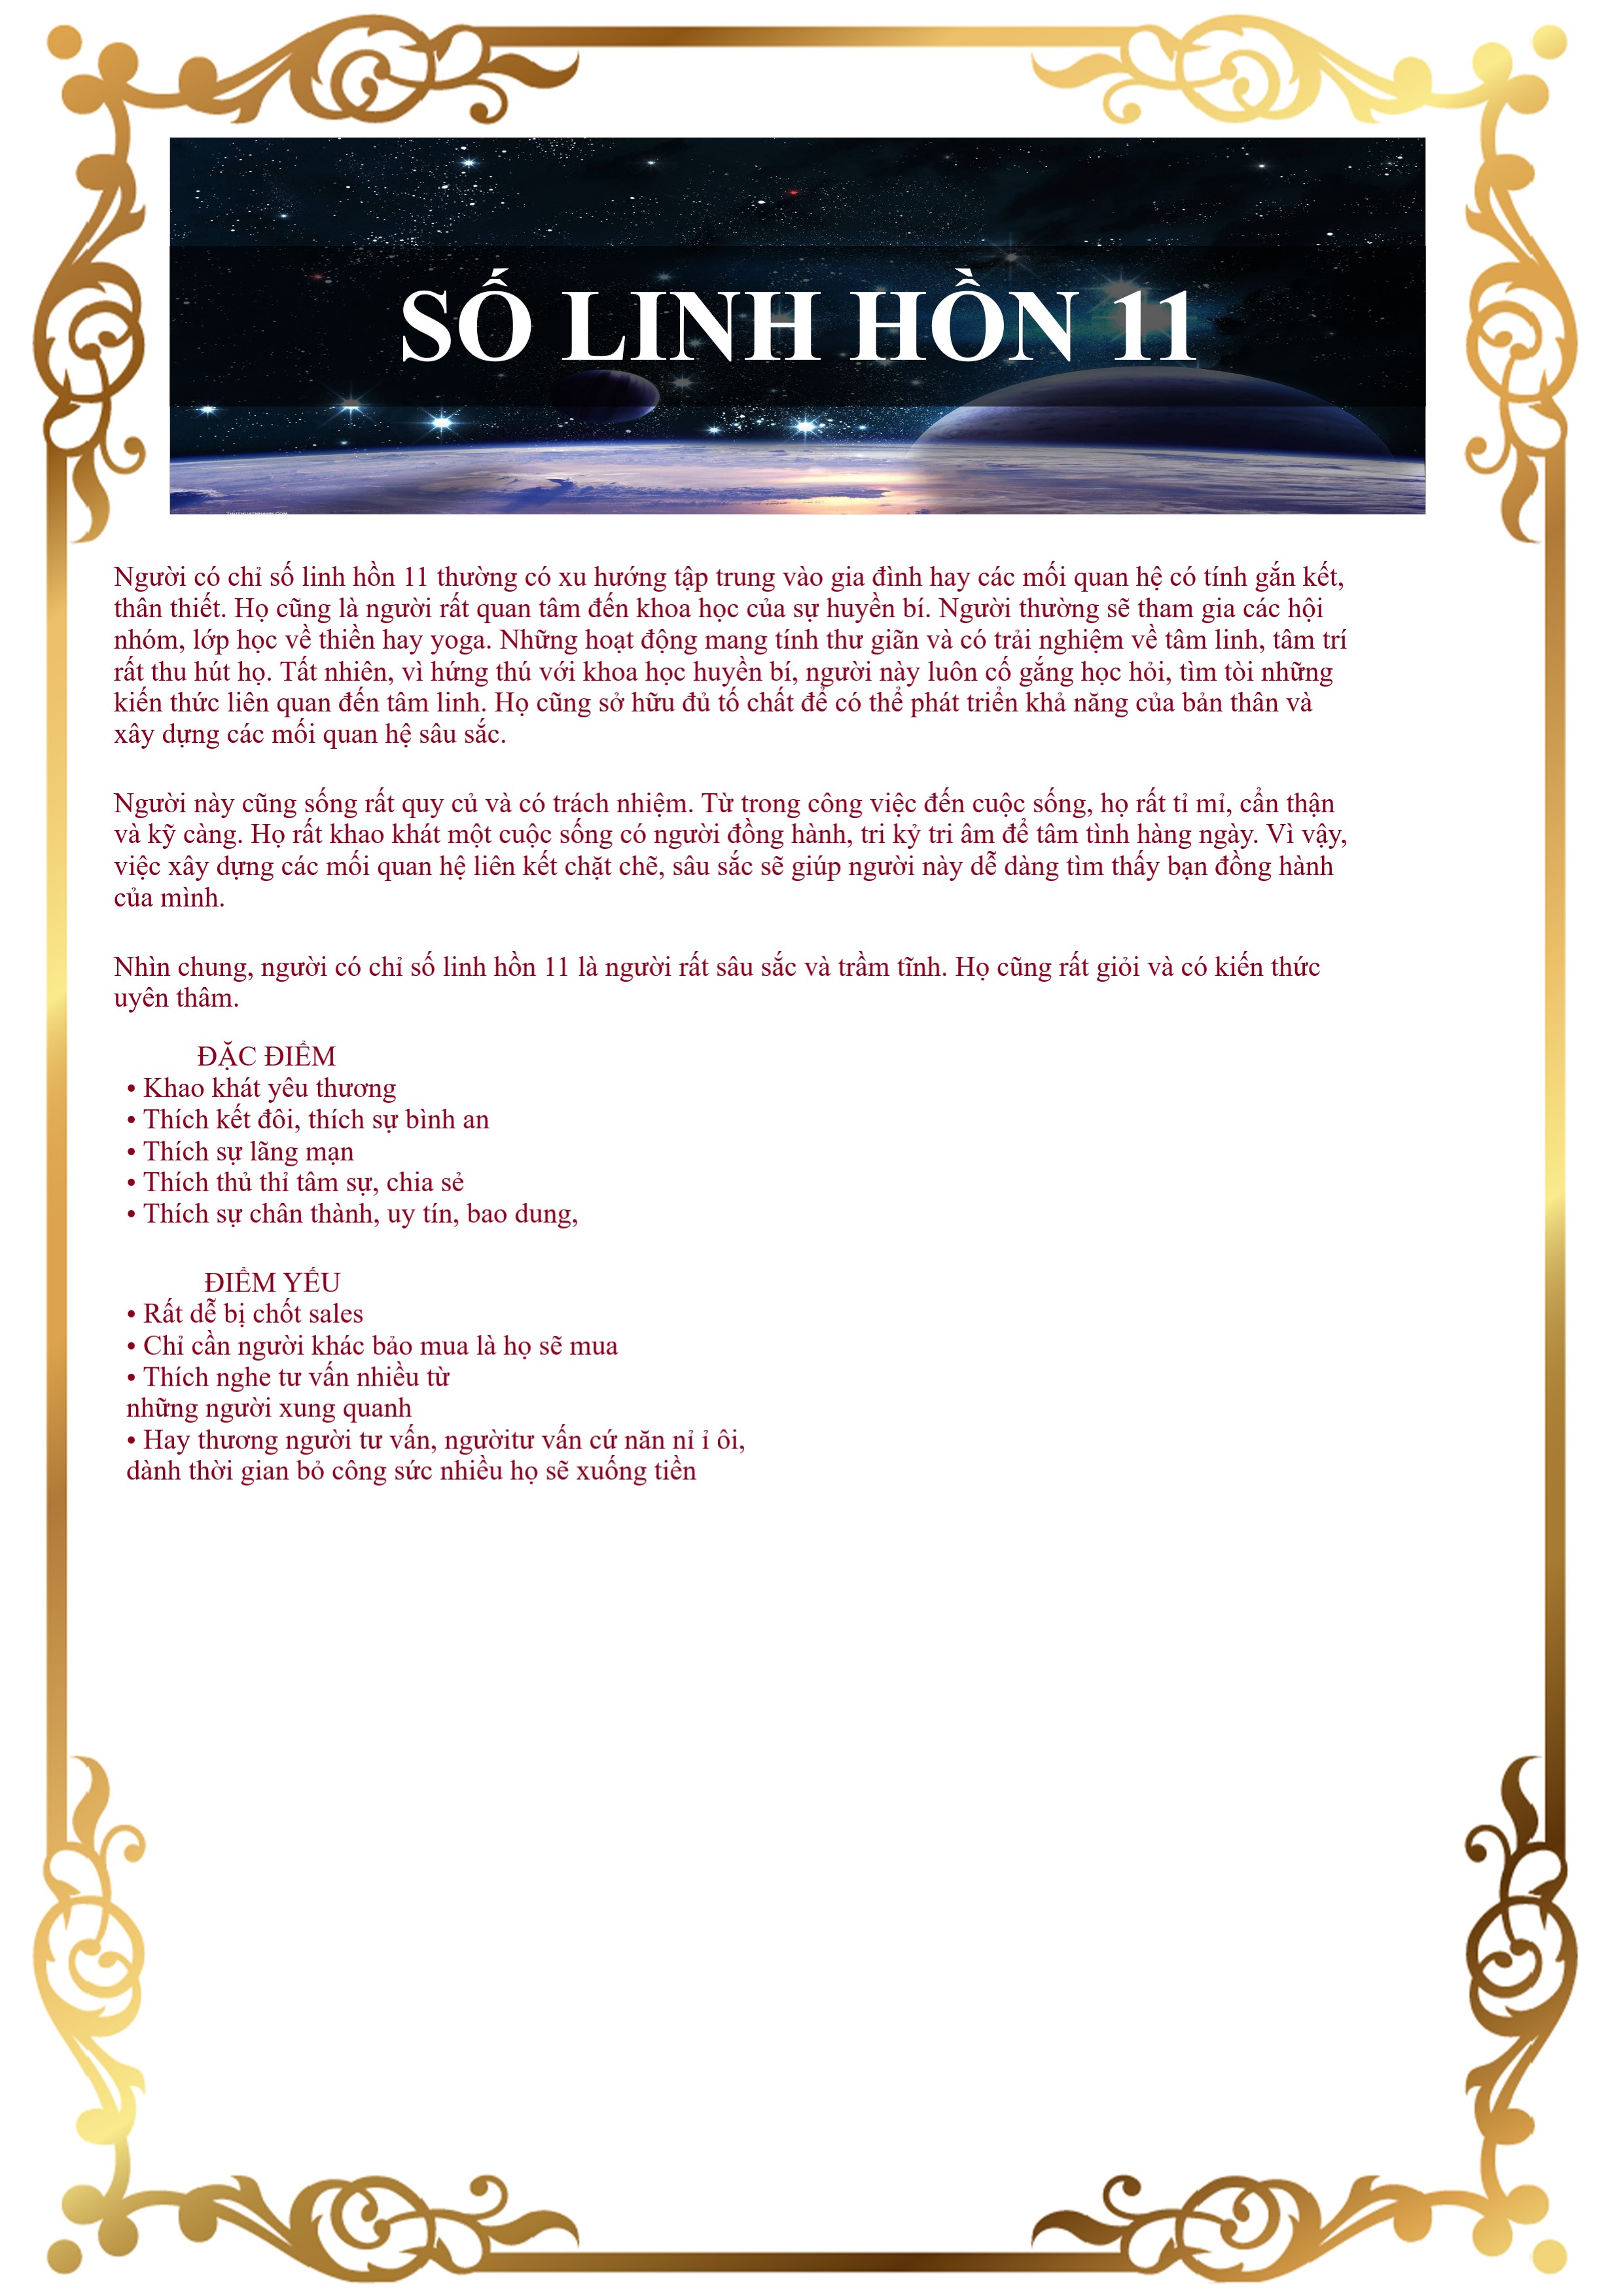 SỐ LINH HỒN 11
Người có chỉ số linh hồn 11 thường có xu hướng tập trung vào gia đình hay các mối quan hệ có tính gắn kết,
thân thiết. Họ cũng là người rất quan tâm đến khoa học của sự huyền bí. Người thường sẽ tham gia các hội
nhóm, lớp học về thiền hay yoga. Những hoạt động mang tính thư giãn và có trải nghiệm về tâm linh, tâm trí
rất thu hút họ. Tất nhiên, vì hứng thú với khoa học huyền bí, người này luôn cố gắng học hỏi, tìm tòi những
kiến thức liên quan đến tâm linh. Họ cũng sở hữu đủ tố chất để có thể phát triển khả năng của bản thân và
xây dựng các mối quan hệ sâu sắc.
Người này cũng sống rất quy củ và có trách nhiệm. Từ trong công việc đến cuộc sống, họ rất tỉ mỉ, cẩn thận
và kỹ càng. Họ rất khao khát một cuộc sống có người đồng hành, tri kỷ tri âm để tâm tình hàng ngày. Vì vậy,
việc xây dựng các mối quan hệ liên kết chặt chẽ, sâu sắc sẽ giúp người này dễ dàng tìm thấy bạn đồng hành
của mình.
Nhìn chung, người có chỉ số linh hồn 11 là người rất sâu sắc và trầm tĩnh. Họ cũng rất giỏi và có kiến thức
uyên thâm.
ĐẶC ĐIỂM
• Khao khát yêu thương
• Thích kết đôi, thích sự bình an
• Thích sự lãng mạn
• Thích thủ thỉ tâm sự, chia sẻ
• Thích sự chân thành, uy tín, bao dung,
ĐIỂM YẾU
• Rất dễ bị chốt sales
• Chỉ cần người khác bảo mua là họ sẽ mua
• Thích nghe tư vấn nhiều từ
những người xung quanh
• Hay thương người tư vấn, ngườitư vấn cứ năn nỉ ỉ ôi,
dành thời gian bỏ công sức nhiều họ sẽ xuống tiền